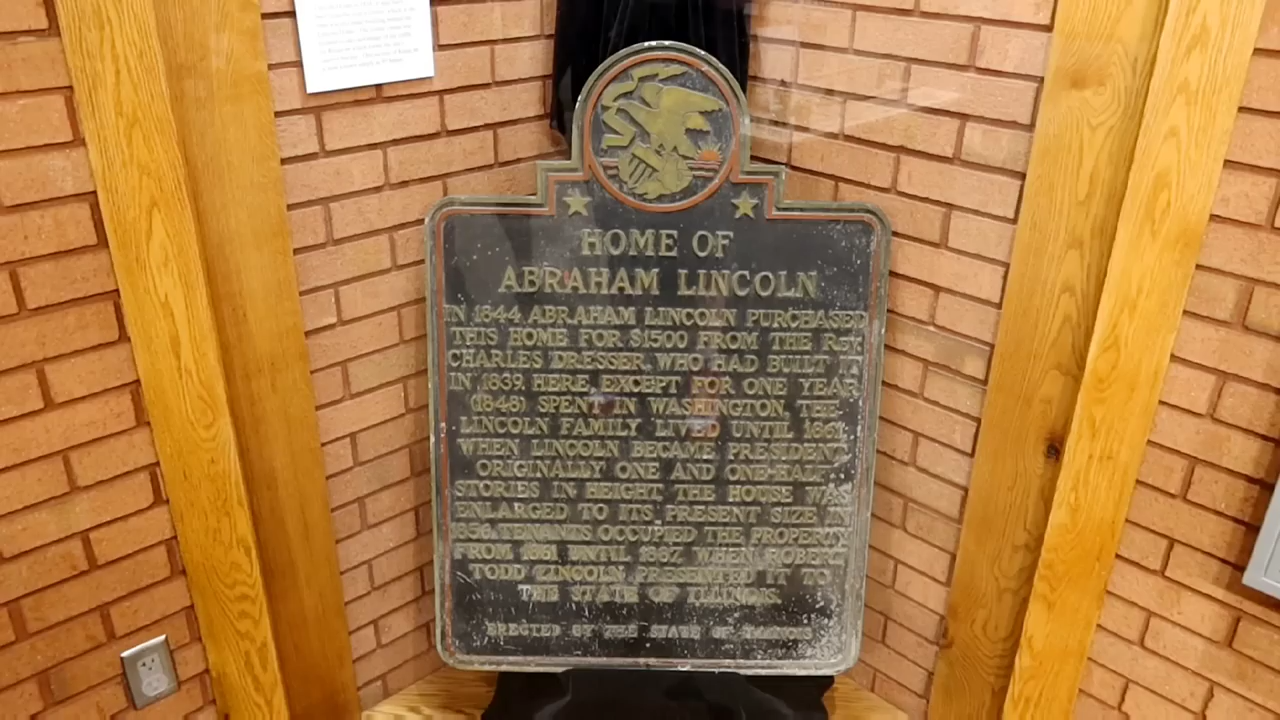 HOME OF
ABRAHAM LINCOLN
IN 1844, ABRAHAM LINCOLN PURCHASED
THIS HOME FOR $1500 FROM THE REV.
CHARLES DRESSER, WHO HAD BUILT IT
IN 1839. HERE, EXCEPT FOR ONE YEAR
(1848) SPENT IN WASHINGTON, THE
LINCOLN FAMILY LIVED UNTIL 1861,
WHEN LINCOLN BECAME PRESIDENT.
ORIGINALLY ONE AND ONE-HALF
STORIES IN HEIGHT, THE HOUSE WAS
ENLARGED TO ITS PRESENT SIZE IN
1856. TENANTS OCCUPIED THE PROPERTY
FROM 1861 UNTIL 1887 WHEN ROBERT
TODD LINCOLN PRESENTED IT TO
THE STATE OF ILLINOIS.
ERECTED BY THE STATE OF ILLINOIS